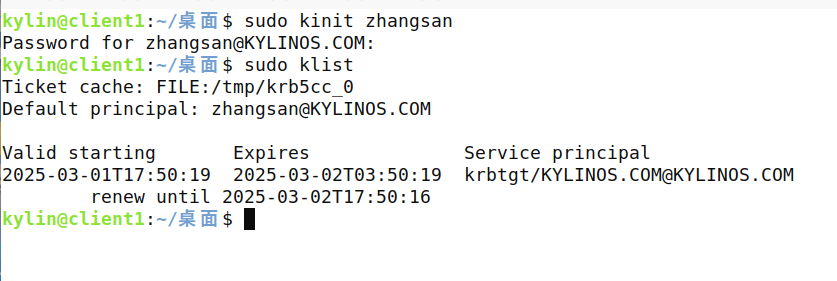 kylin@client1:~/桌面$ sudo kinit zhangsan
Password for zhangsan@KYLINOS.COM:
kylin@client1:~/桌面$ sudo klist
Ticket cache: FILE:/tmp/krb5cc_0
Default principal: zhangsan@KYLINOS.COM

Valid starting       Expires              Service principal
2025-03-01T17:50:19  2025-03-02T03:50:19  krbtgt/KYLINOS.COM@KYLINOS.COM
        renew until 2025-03-02T17:50:16
kylin@client1:~/桌面$